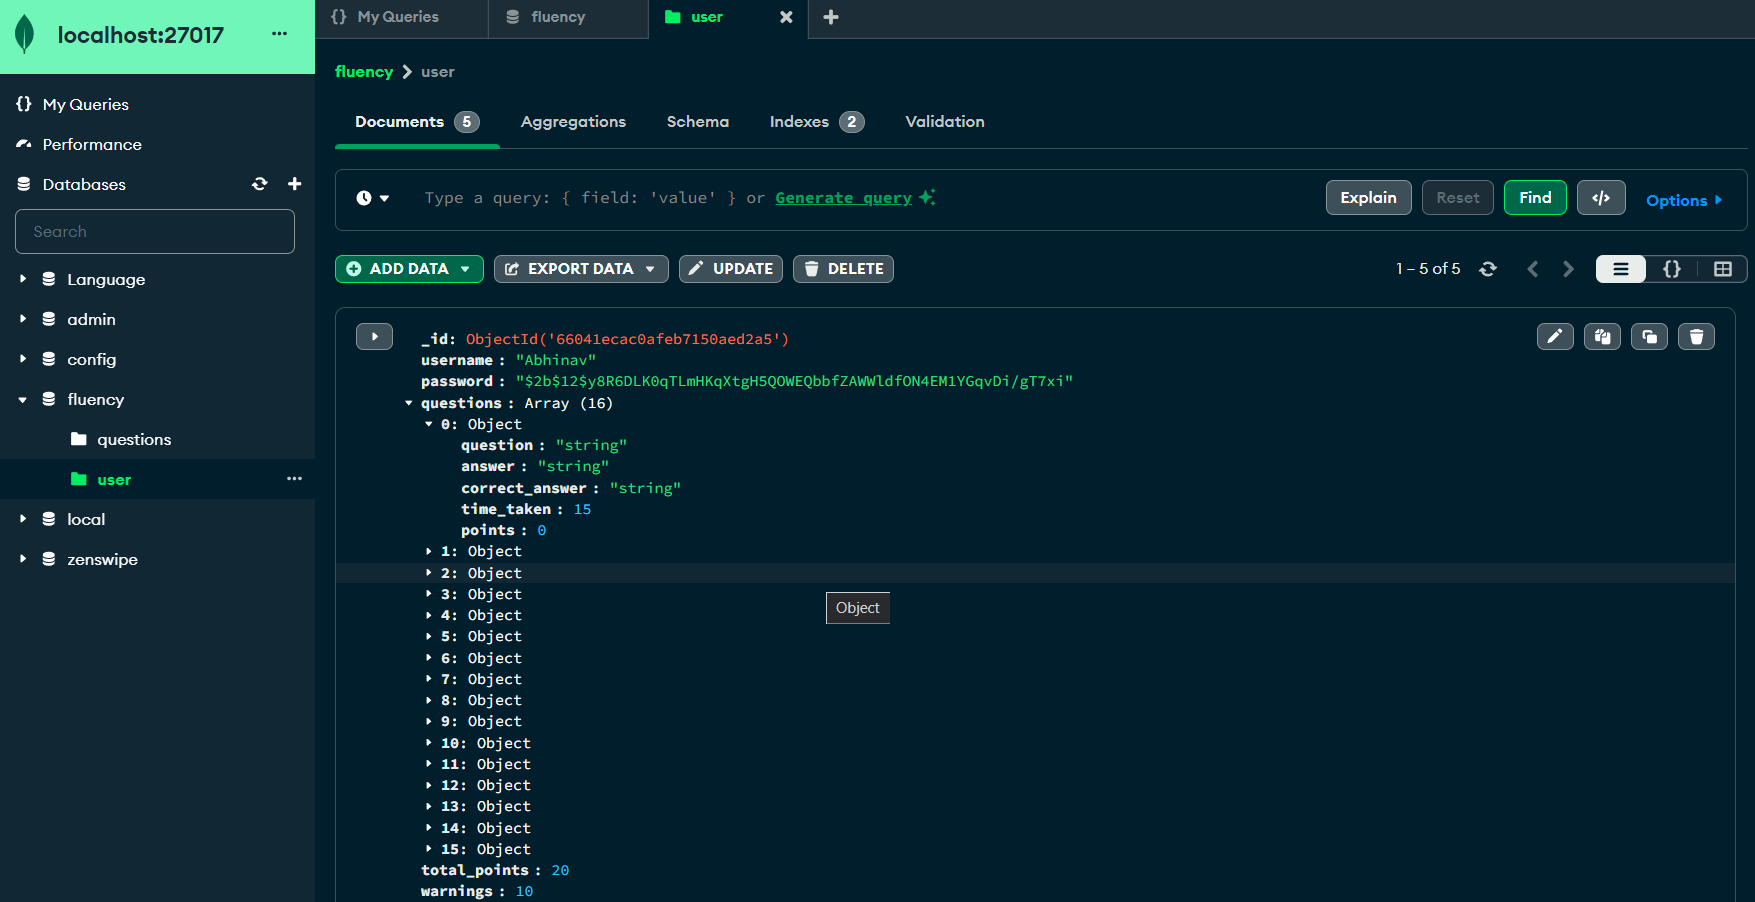 localhost:27017 ...
My Queries
Performance
Databases
Search
Language
admin
config
fluency
questions
user
local
zenswipe
{} My Queries
fluency
user
fluency > user
Documents 5
Aggregations
Schema
Indexes 2
Validation
Type a query: { field: 'value' } or Generate query
Explain
Reset
Find
</>
Options
ADD DATA
EXPORT DATA
UPDATE
DELETE
1 – 5 of 5
{}
_id: ObjectId('66041ecac0afeb7150aed2a5')
username : "Abhinav"
password : "$2b$12$y8R6DLK0qTLmHKqXtgH5QOWEQbbfZAWWldfON4EM1YGqvDi/gT7xi"
questions : Array (16)
0: Object
question : "string"
answer : "string"
correct_answer : "string"
time_taken : 15
points : 0
1: Object
2: Object
3: Object
Object
4: Object
5: Object
6: Object
7: Object
8: Object
9: Object
10: Object
11: Object
12: Object
13: Object
14: Object
15: Object
total_points : 20
warnings : 10